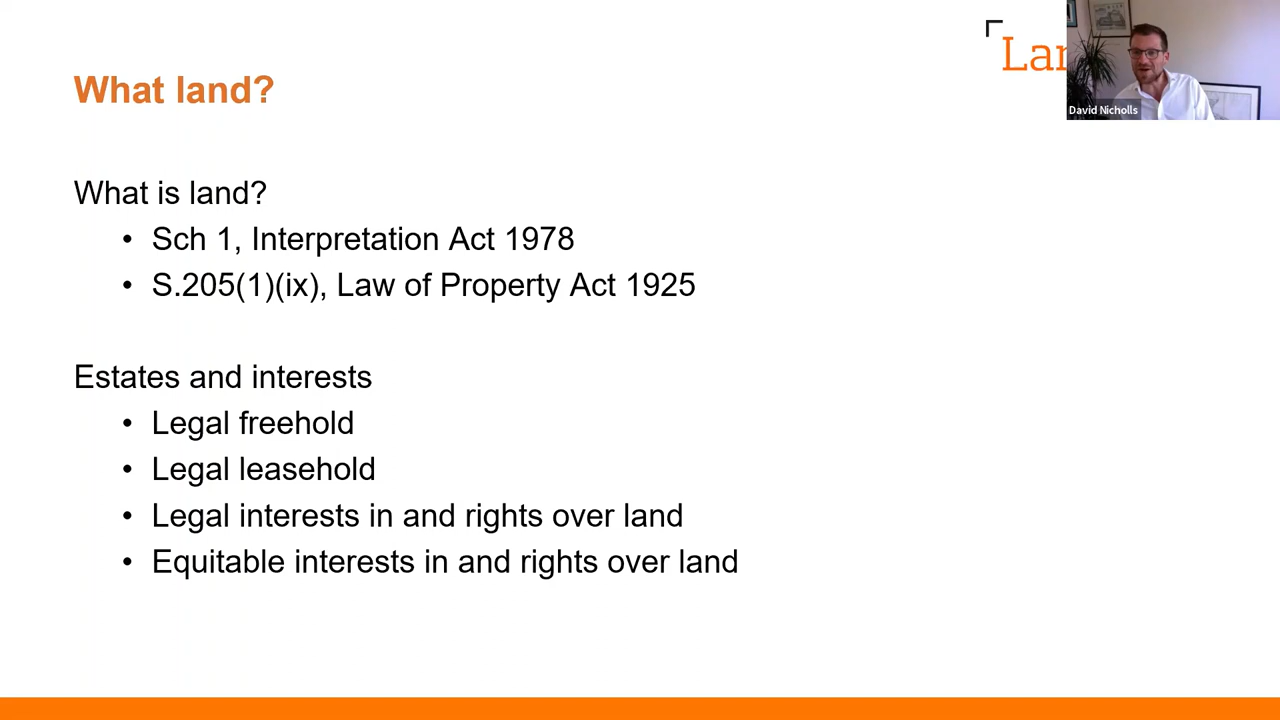 What land?
David Nicholls
What is land?
• Sch 1, Interpretation Act 1978
• S.205(1)(ix), Law of Property Act 1925
Estates and interests
• Legal freehold
• Legal leasehold
• Legal interests in and rights over land
• Equitable interests in and rights over land